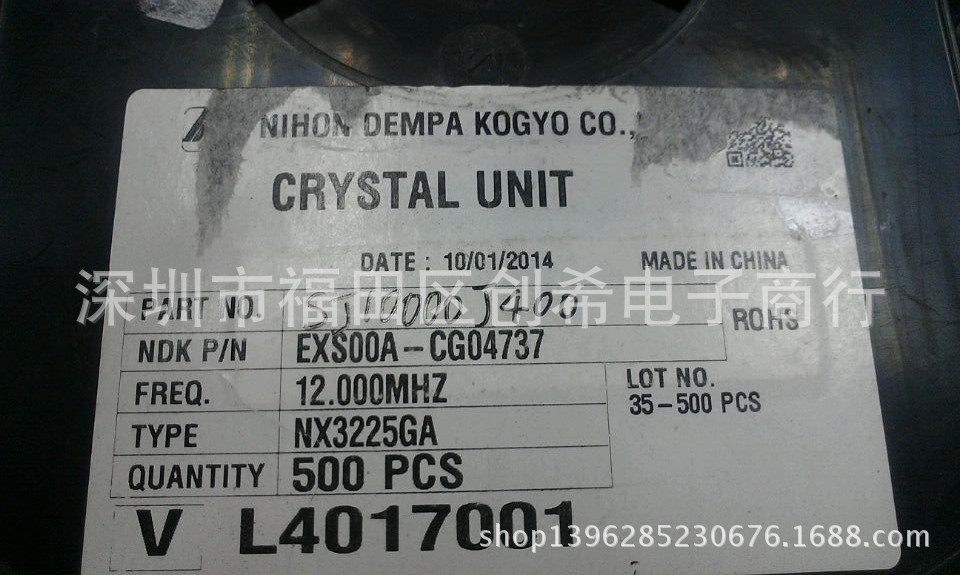 NIHON DEMPA KOGYO CO.,
CRYSTAL UNIT
DATE : 10/01/2014 MADE IN CHINA
深圳市福田区创希电子商行
PART NO. SJ10000J400 ROHS
NDK P/N EXS00A-CG04737
FREQ. 12.000MHZ LOT NO.
35-500 PCS
TYPE NX3225GA
QUANTITY 500 PCS
V L4017001
shop1396285230676.1688.com